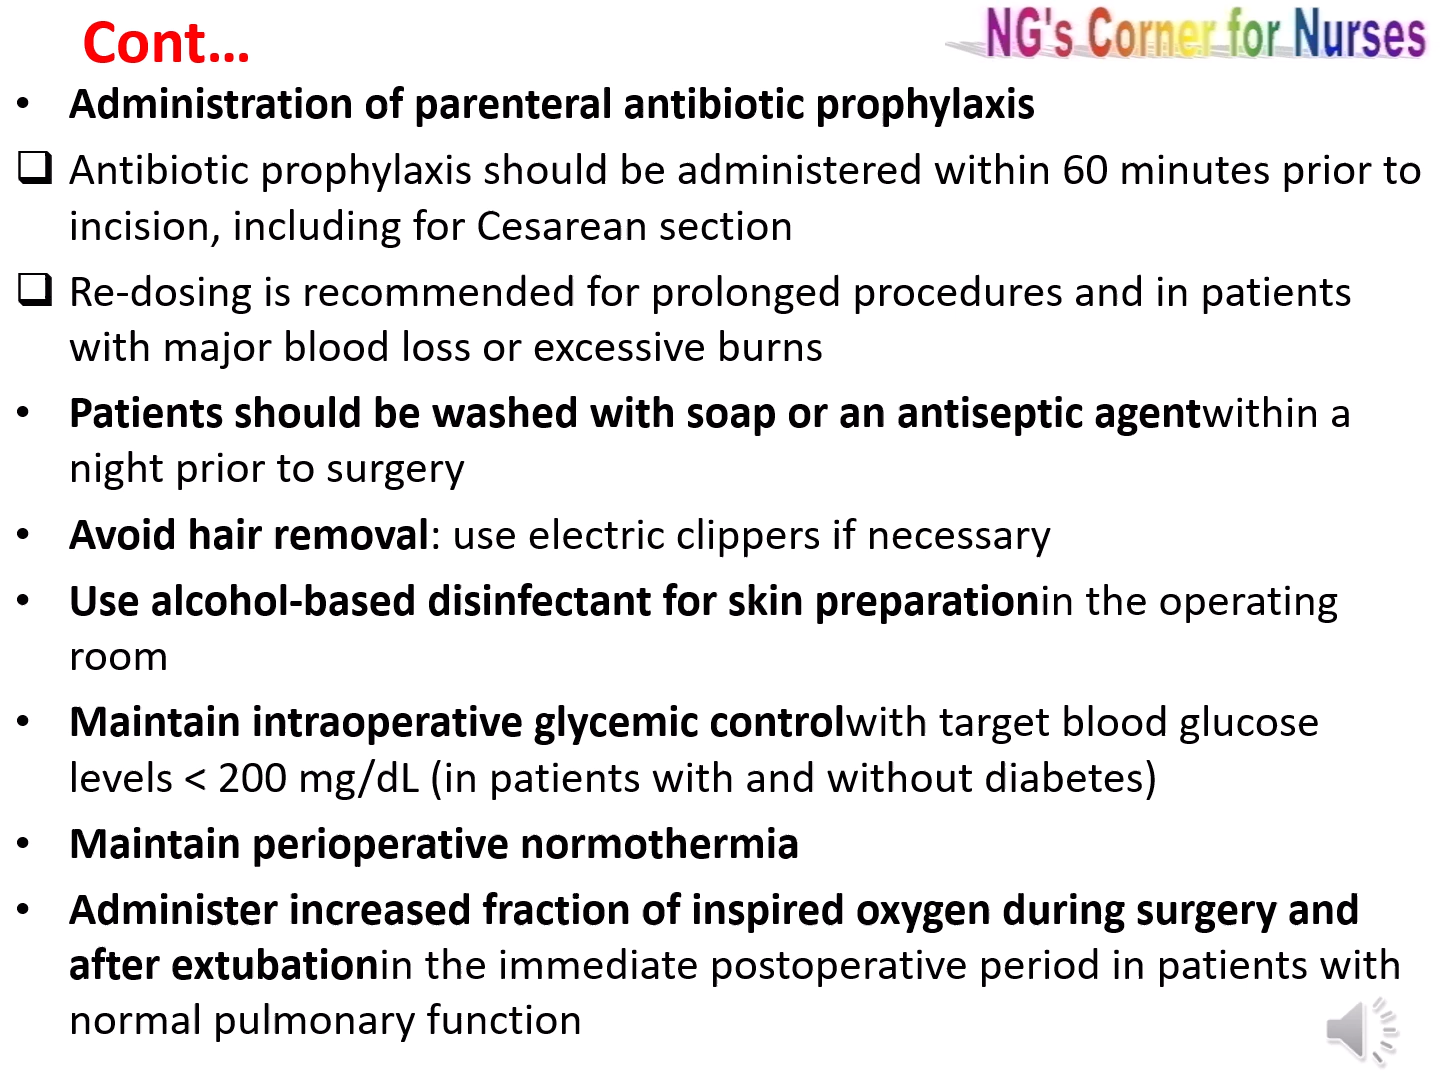 Cont…
NG's Corner for Nurses
• Administration of parenteral antibiotic prophylaxis
❑ Antibiotic prophylaxis should be administered within 60 minutes prior to
incision, including for Cesarean section
❑ Re-dosing is recommended for prolonged procedures and in patients
with major blood loss or excessive burns
• Patients should be washed with soap or an antiseptic agentwithin a
night prior to surgery
• Avoid hair removal: use electric clippers if necessary
• Use alcohol-based disinfectant for skin preparationin the operating
room
• Maintain intraoperative glycemic controlwith target blood glucose
levels < 200 mg/dL (in patients with and without diabetes)
• Maintain perioperative normothermia
• Administer increased fraction of inspired oxygen during surgery and
after extubationin the immediate postoperative period in patients with
normal pulmonary function